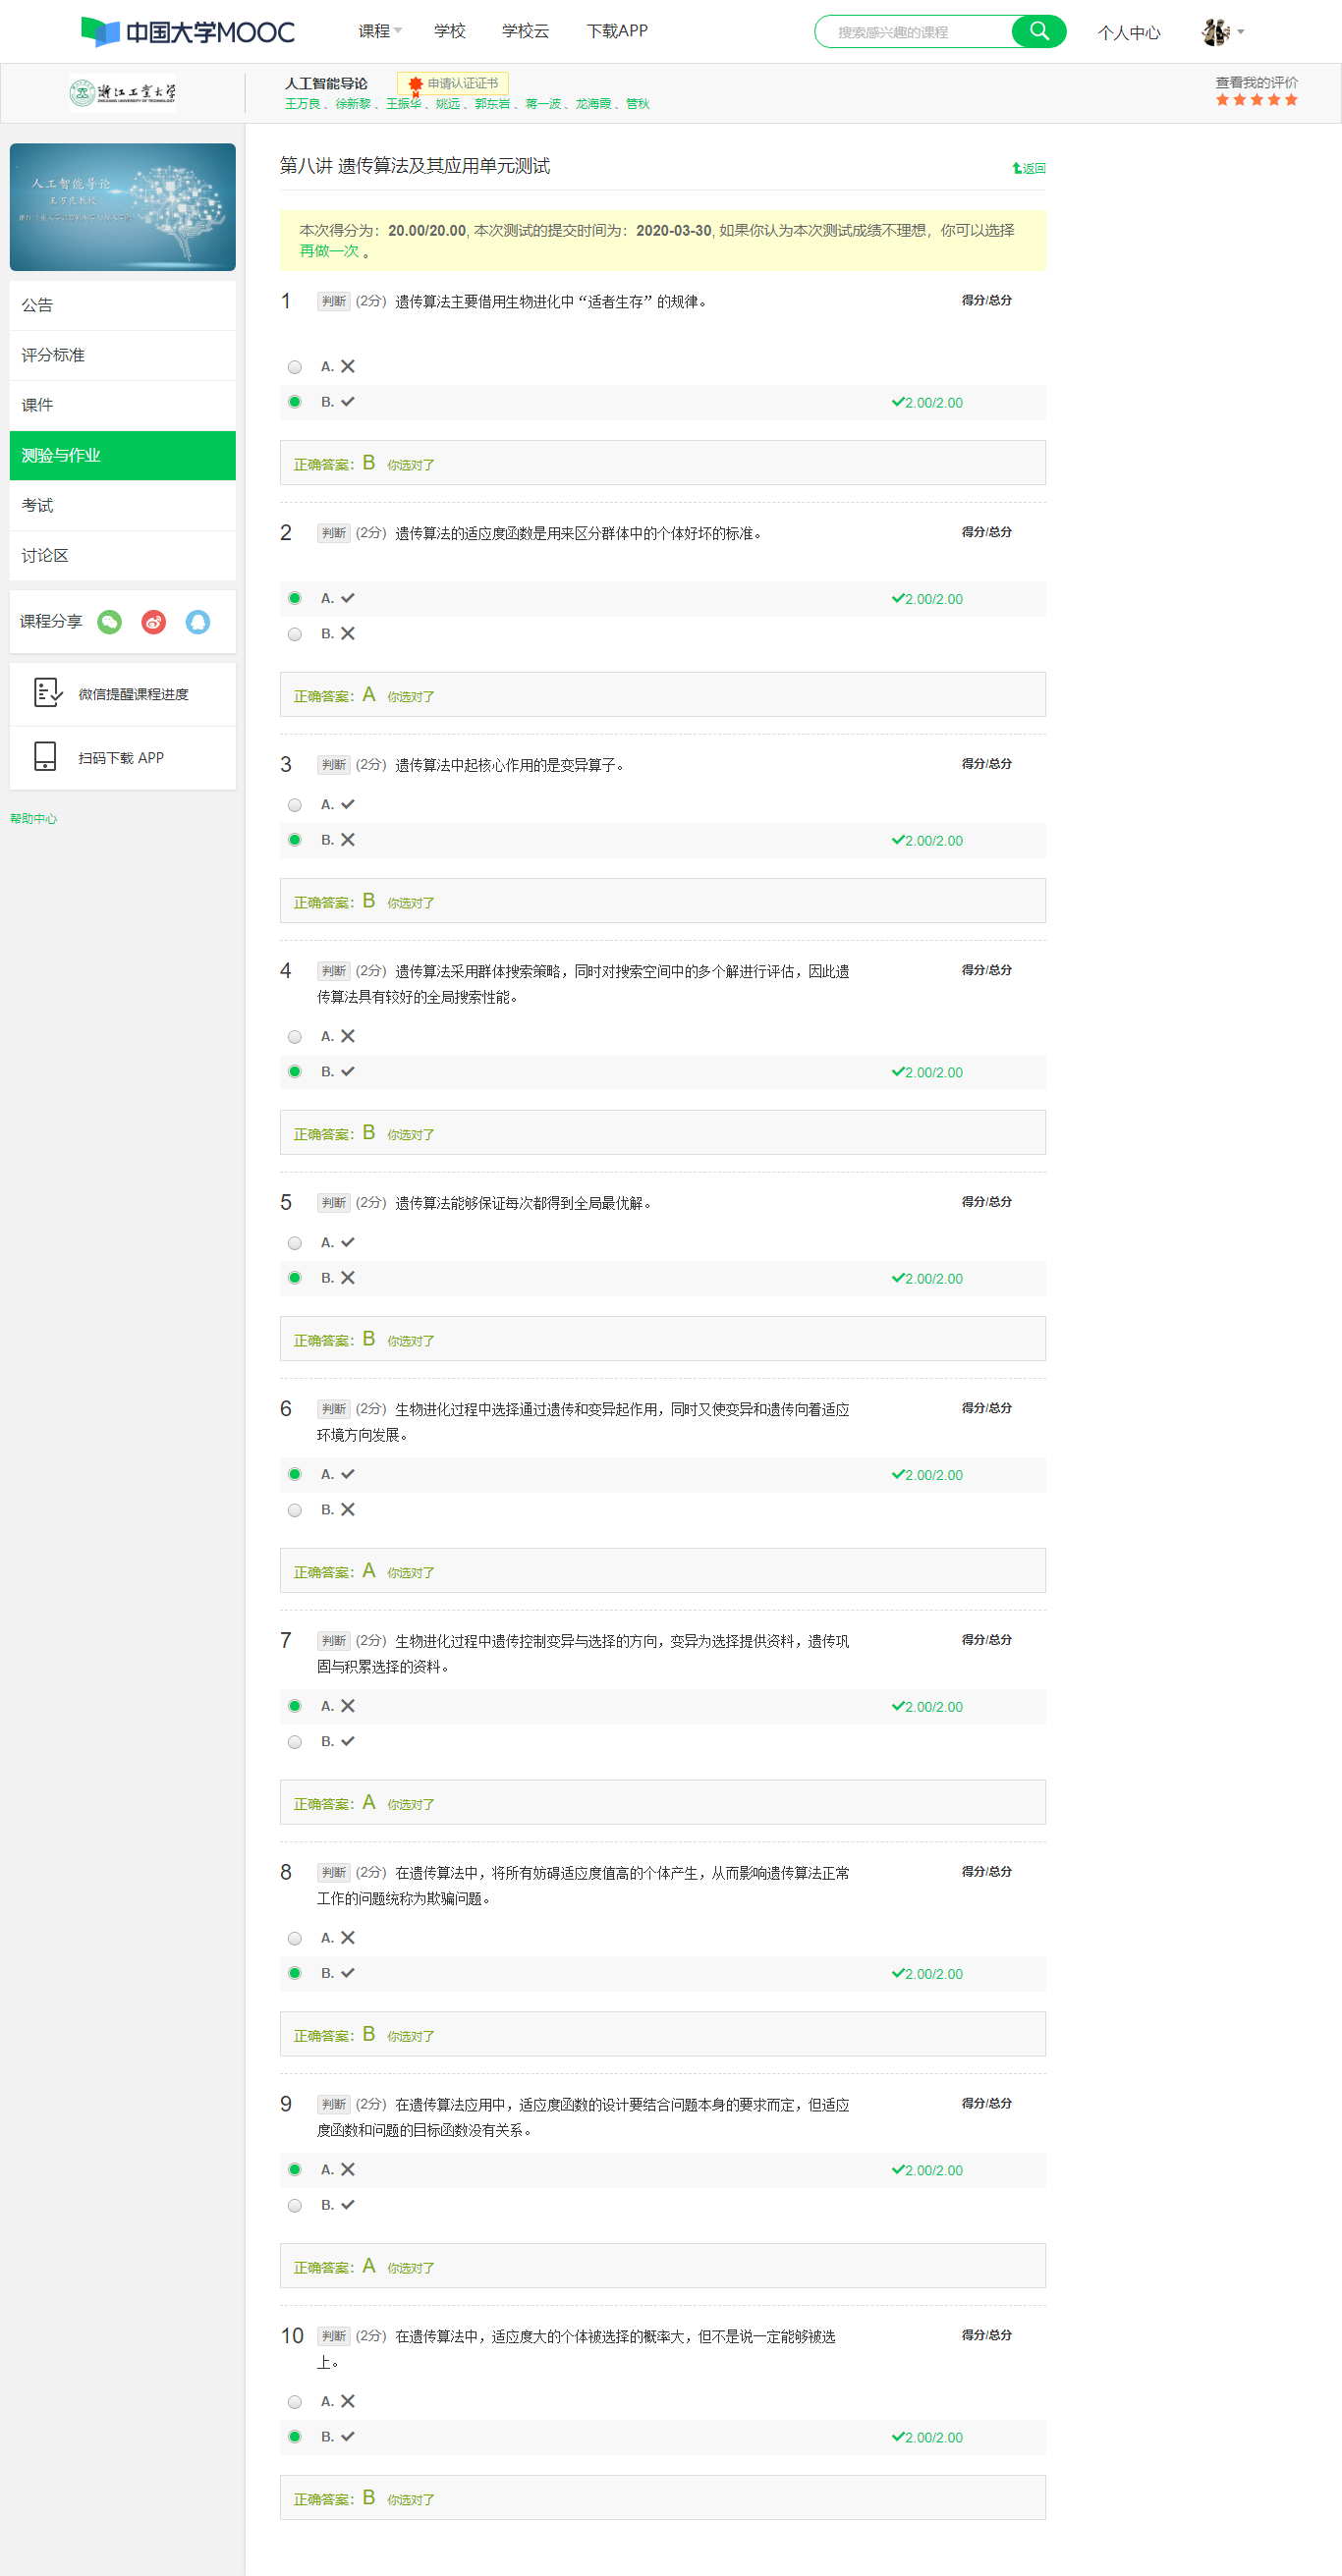 中国大学MOOC 课程 学校 学校云 下载APP 搜索感兴趣的课程 个人中心
浙江工业大学
ZHEJIANG UNIVERSITY OF TECHNOLOGY
人工智能导论 申请认证证书 查看我的评价
王万良、徐新黎、王振华、姚远、郭东岩、蒋一波、龙海霞、管秋
人工智能导论
王万良教授
公告
评分标准
课件
测验与作业
考试
讨论区
课程分享
微信提醒课程进度
扫码下载 APP
帮助中心
第八讲 遗传算法及其应用单元测试 返回
本次得分为：20.00/20.00, 本次测试的提交时间为：2020-03-30, 如果你认为本次测试成绩不理想，你可以选择
再做一次 。
1 判断 (2分) 遗传算法主要借用生物进化中“适者生存”的规律。 得分/总分
A.
B. 2.00/2.00
正确答案：B 你选对了
2 判断 (2分) 遗传算法的适应度函数是用来区分群体中的个体好坏的标准。 得分/总分
A. 2.00/2.00
B.
正确答案：A 你选对了
3 判断 (2分) 遗传算法中起核心作用的是变异算子。 得分/总分
A.
B. 2.00/2.00
正确答案：B 你选对了
4 判断 (2分) 遗传算法采用群体搜索策略，同时对搜索空间中的多个解进行评估，因此遗 得分/总分
传算法具有较好的全局搜索性能。
A.
B. 2.00/2.00
正确答案：B 你选对了
5 判断 (2分) 遗传算法能够保证每次都得到全局最优解。 得分/总分
A.
B. 2.00/2.00
正确答案：B 你选对了
6 判断 (2分) 生物进化过程中选择通过遗传和变异起作用，同时又使变异和遗传向着适应 得分/总分
环境方向发展。
A. 2.00/2.00
B.
正确答案：A 你选对了
7 判断 (2分) 生物进化过程中遗传控制变异与选择的方向，变异为选择提供资料，遗传巩 得分/总分
固与积累选择的资料。
A. 2.00/2.00
B.
正确答案：A 你选对了
8 判断 (2分) 在遗传算法中，将所有妨碍适应度值高的个体产生，从而影响遗传算法正常 得分/总分
工作的问题统称为欺骗问题。
A.
B. 2.00/2.00
正确答案：B 你选对了
9 判断 (2分) 在遗传算法应用中，适应度函数的设计要结合问题本身的要求而定，但适应 得分/总分
度函数和问题的目标函数没有关系。
A. 2.00/2.00
B.
正确答案：A 你选对了
10 判断 (2分) 在遗传算法中，适应度大的个体被选择的概率大，但不是说一定能够被选 得分/总分
上。
A.
B. 2.00/2.00
正确答案：B 你选对了